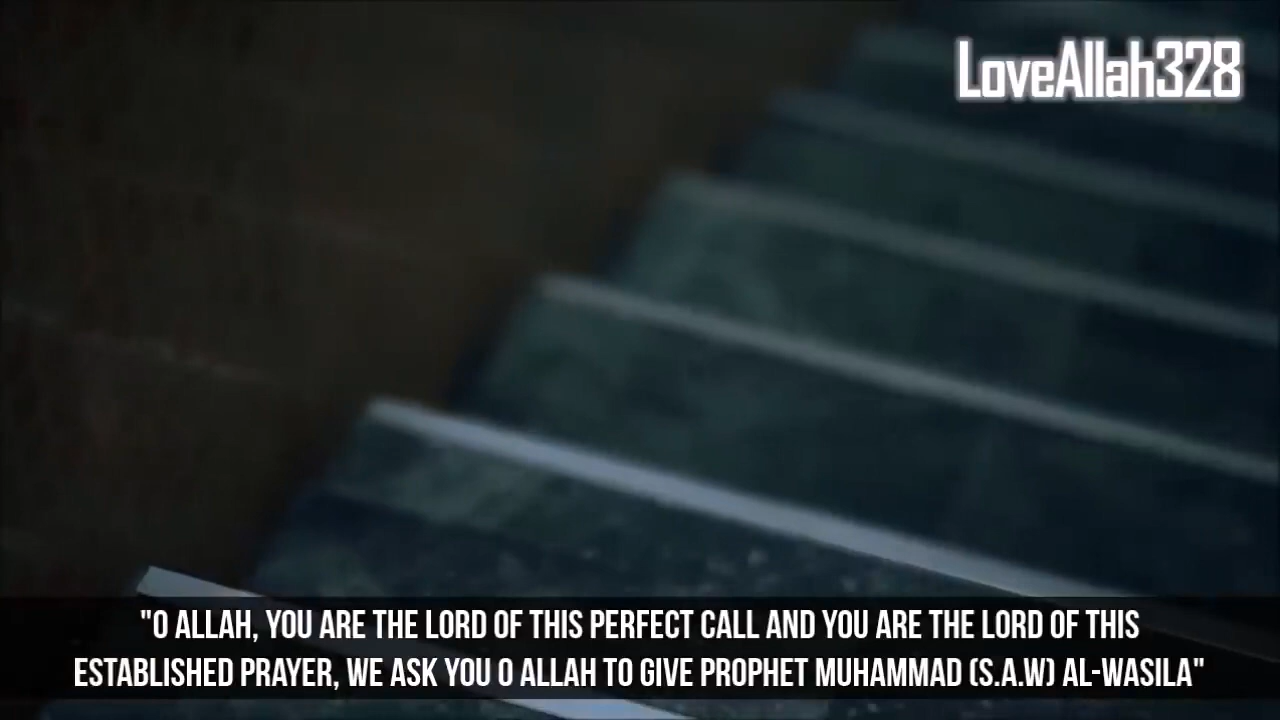 LoveAllah328
"O ALLAH, YOU ARE THE LORD OF THIS PERFECT CALL AND YOU ARE THE LORD OF THIS
ESTABLISHED PRAYER, WE ASK YOU O ALLAH TO GIVE PROPHET MUHAMMAD (S.A.W) AL-WASILA"